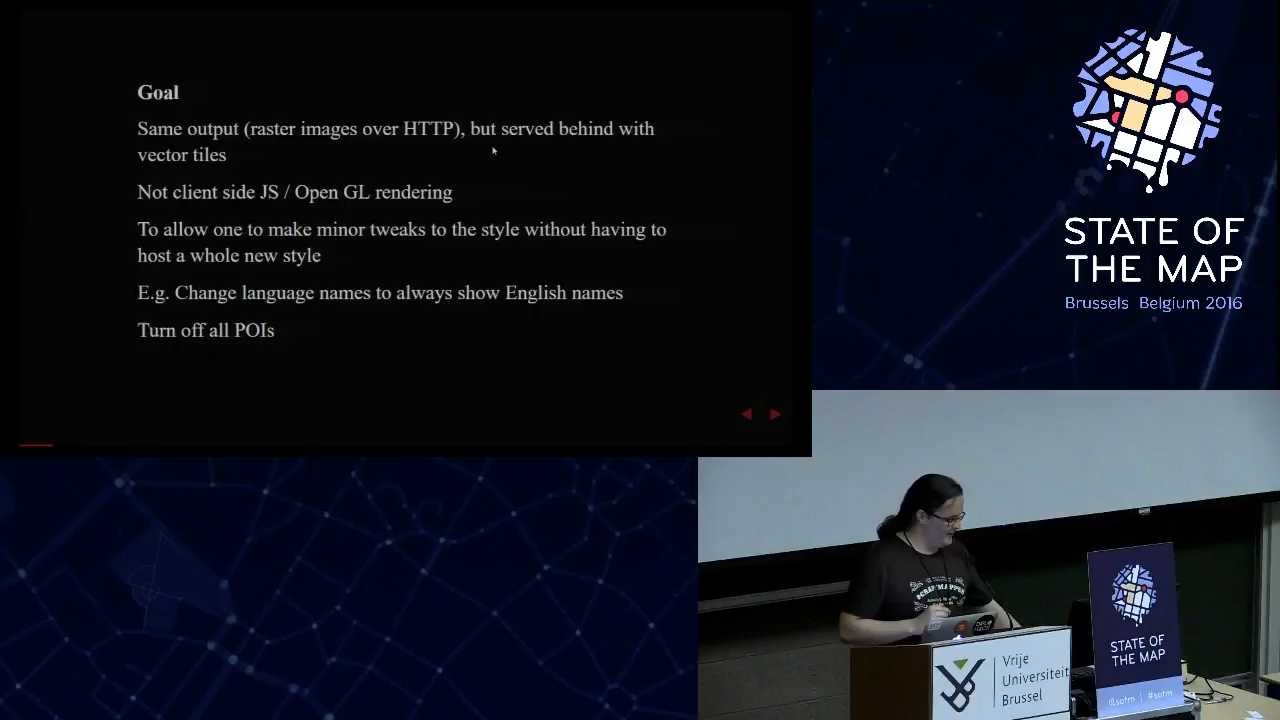 Goal
Same output (raster images over HTTP), but served behind with
vector tiles
Not client side JS / Open GL rendering
To allow one to make minor tweaks to the style without having to
host a whole new style
E.g. Change language names to always show English names
Turn off all POIs
STATE OF
THE MAP
Brussels Belgium 2016
Vrije
Universiteit
Brussel
STATE OF
THE MAP
@sotm | #sotm